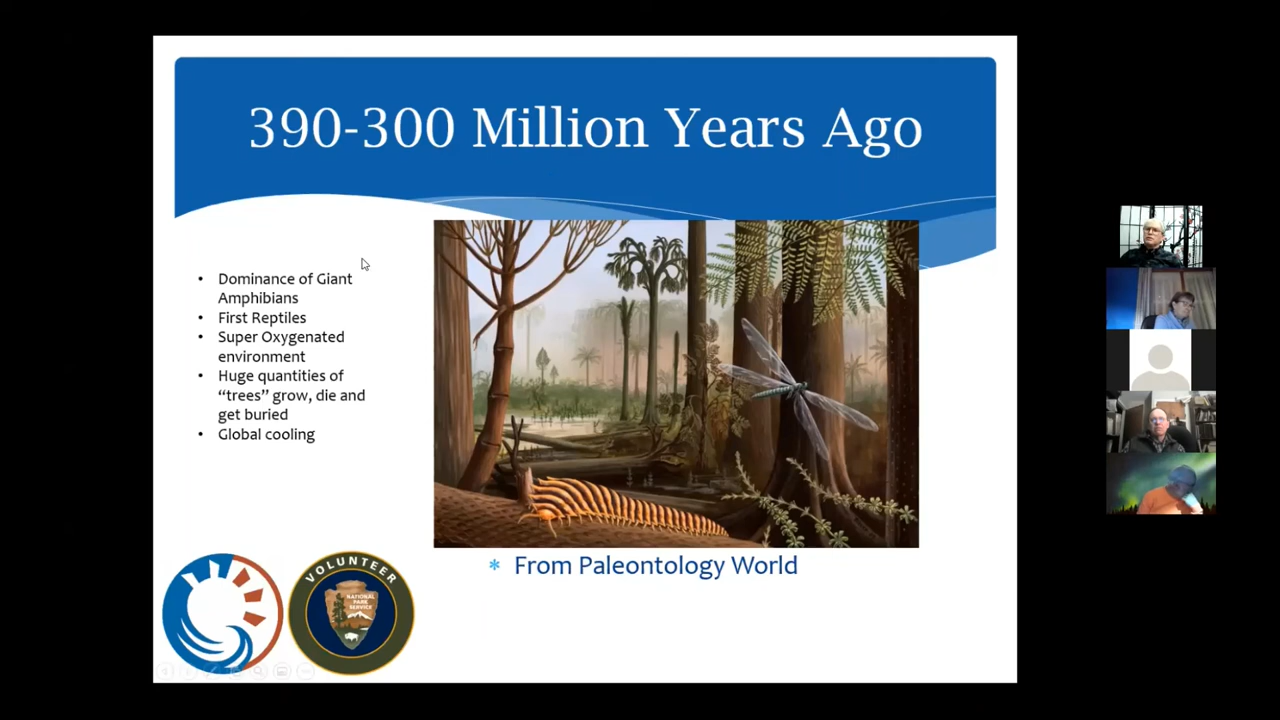 390-300 Million Years Ago
• Dominance of Giant
Amphibians
• First Reptiles
• Super Oxygenated
environment
• Huge quantities of
“trees” grow, die and
get buried
• Global cooling
* From Paleontology World
VOLUNTEER
NATIONAL
PARK
SERVICE